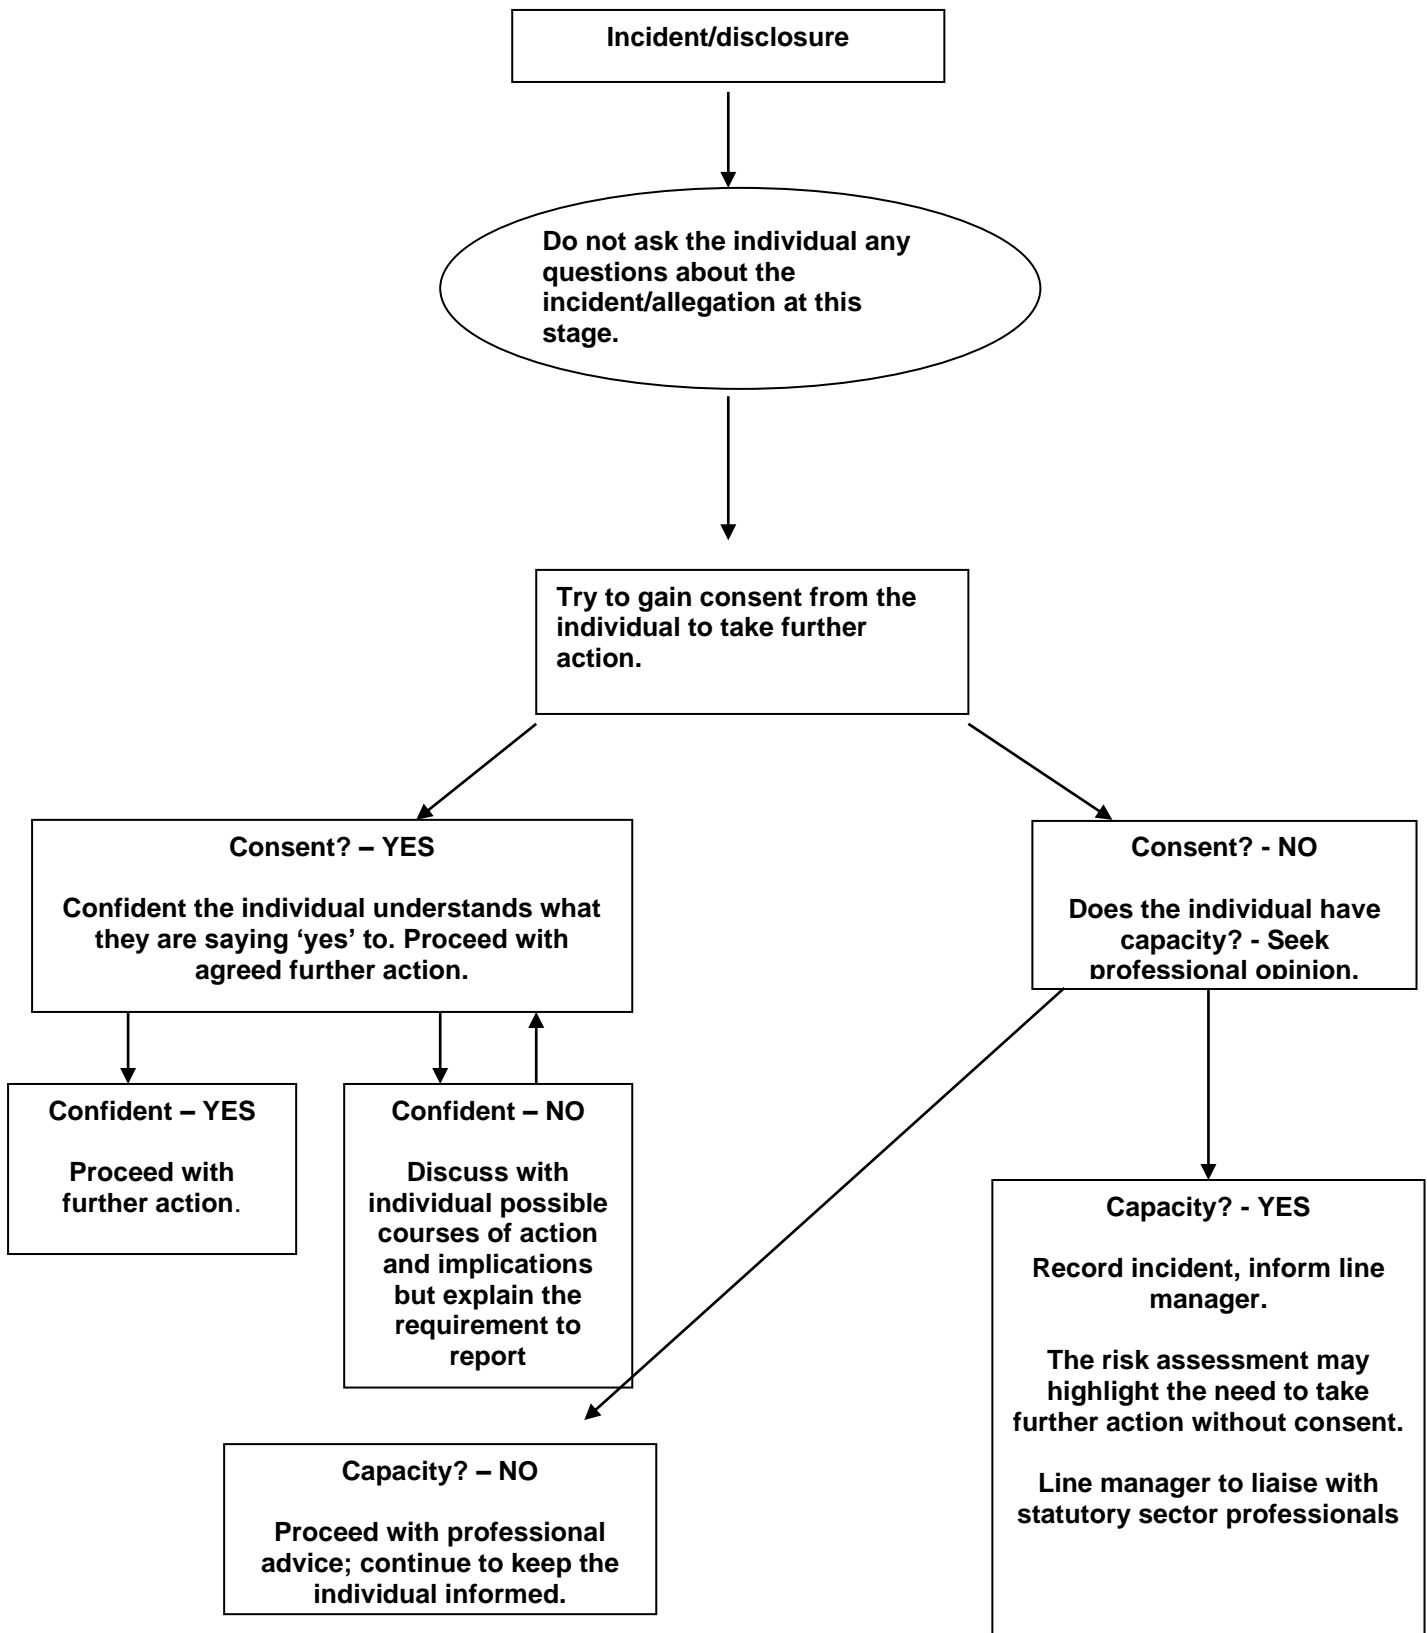 Incident/disclosure
Do not ask the individual any
questions about the
incident/allegation at this
stage.
Try to gain consent from the
individual to take further
action.
Consent? – YES
Confident the individual understands what
they are saying ‘yes’ to. Proceed with
agreed further action.
Consent? - NO
Does the individual have
capacity? - Seek
professional opinion.
Confident – YES
Proceed with
further action.
Confident – NO
Discuss with
individual possible
courses of action
and implications
but explain the
requirement to
report
Capacity? - YES
Record incident, inform line
manager.
The risk assessment may
highlight the need to take
further action without consent.
Line manager to liaise with
statutory sector professionals
Capacity? – NO
Proceed with professional
advice; continue to keep the
individual informed.